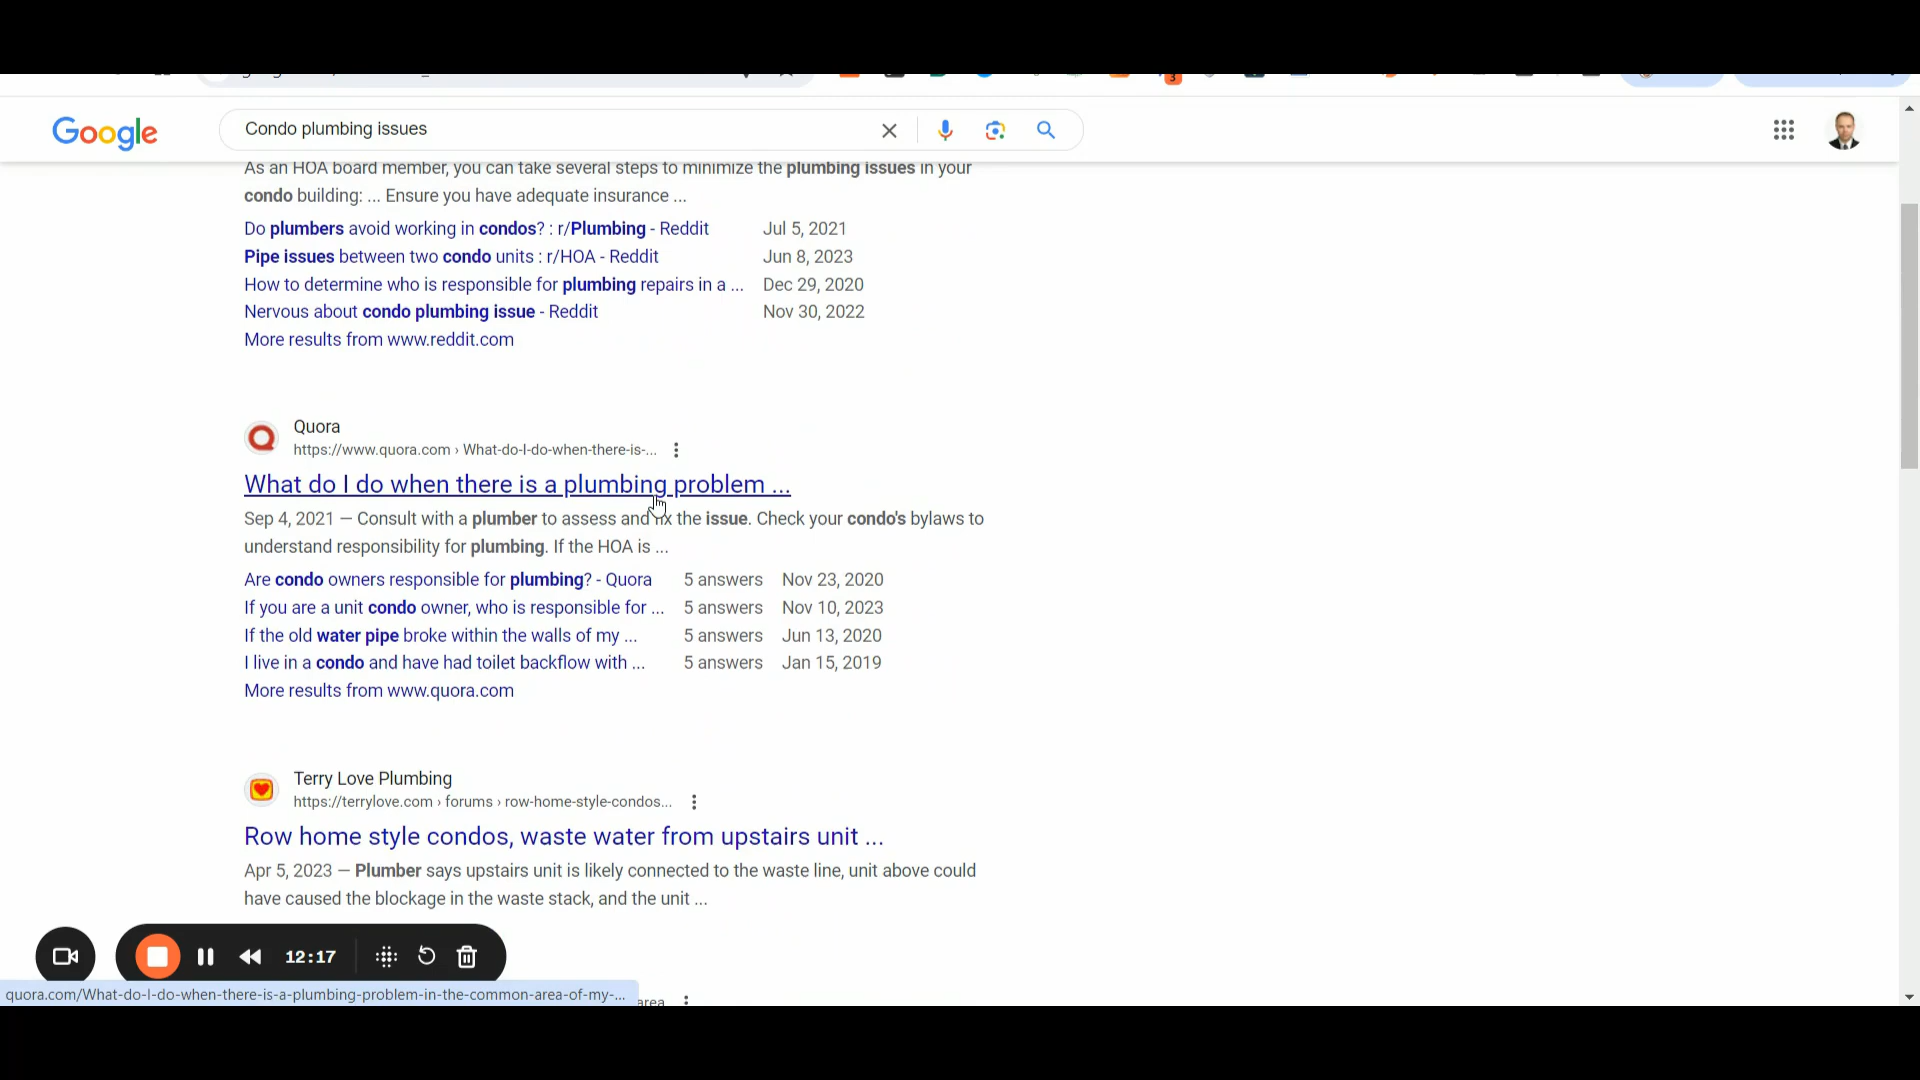 3
Google
Condo plumbing issues
As an HOA board member, you can take several steps to minimize the plumbing issues in your
condo building: ... Ensure you have adequate insurance ...
Do plumbers avoid working in condos? : r/Plumbing - Reddit Jul 5, 2021
Pipe issues between two condo units : r/HOA - Reddit Jun 8, 2023
How to determine who is responsible for plumbing repairs in a ... Dec 29, 2020
Nervous about condo plumbing issue - Reddit Nov 30, 2022
More results from www.reddit.com
Quora
https://www.quora.com › What-do-I-do-when-there-is-...
What do I do when there is a plumbing problem ...
Sep 4, 2021 — Consult with a plumber to assess and fix the issue. Check your condo's bylaws to
understand responsibility for plumbing. If the HOA is ...
Are condo owners responsible for plumbing? - Quora 5 answers Nov 23, 2020
If you are a unit condo owner, who is responsible for ... 5 answers Nov 10, 2023
If the old water pipe broke within the walls of my ... 5 answers Jun 13, 2020
I live in a condo and have had toilet backflow with ... 5 answers Jan 15, 2019
More results from www.quora.com
Terry Love Plumbing
https://terrylove.com › forums › row-home-style-condos...
Row home style condos, waste water from upstairs unit ...
Apr 5, 2023 — Plumber says upstairs unit is likely connected to the waste line, unit above could
have caused the blockage in the waste stack, and the unit ...
12:17
quora.com/What-do-I-do-when-there-is-a-plumbing-problem-in-the-common-area-of-my-...
area